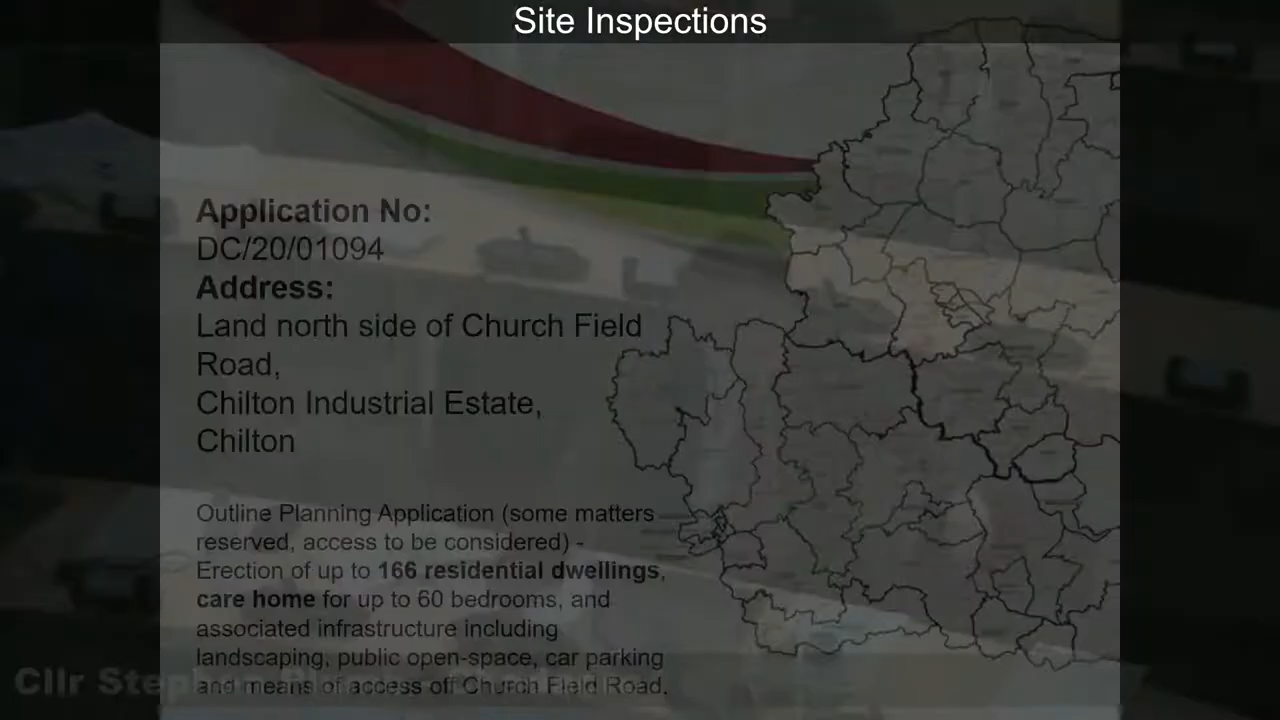 Site Inspections
Application No:
DC/20/01094
Address:
Land north side of Church Field
Road,
Chilton Industrial Estate,
Chilton
Outline Planning Application (some matters
reserved, access to be considered) -
Erection of up to 166 residential dwellings,
care home for up to 60 bedrooms, and
associated infrastructure including
landscaping, public open-space, car parking
and means of access off Church Field Road.
Cllr